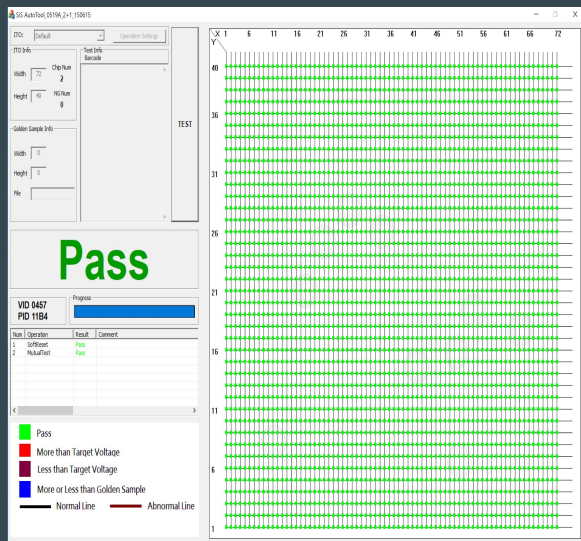 SiS AutoTool_0519A_2+1_150615
ITO: Default Operation Settings
ITO Info
Width 72 Chip Num 2
Height 40 NG Num 0
Test Info
Barcode
TEST
Golden Sample Info
Width 0
Height 0
File
Pass
VID 0457
PID 11B4
Progress
Num Operation Result Comment
1 SoftReset Pass
2 MutualTest Pass
Pass
More than Target Voltage
Less than Target Voltage
More or Less than Golden Sample
Normal Line Abnormal Line
X 1 6 11 16 21 26 31 36 41 46 51 56 61 66 72
Y
40
36
31
26
21
16
11
6
1